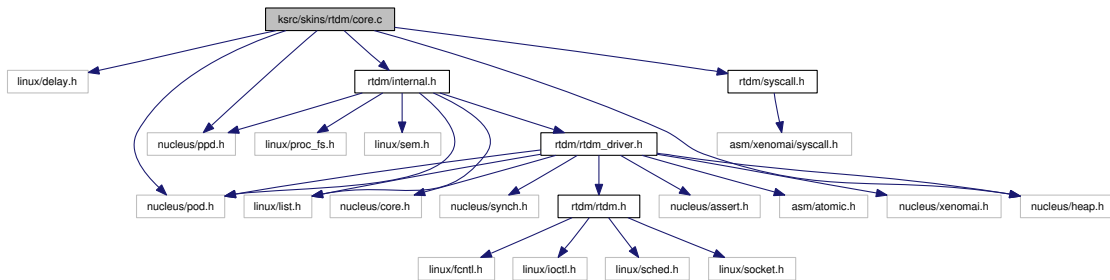 ksrc/skins/rtdm/core.c
linux/delay.h
rtdm/internal.h
rtdm/syscall.h
nucleus/ppd.h
linux/proc_fs.h
linux/sem.h
rtdm/rtdm_driver.h
asm/xenomai/syscall.h
nucleus/pod.h
linux/list.h
nucleus/core.h
nucleus/synch.h
rtdm/rtdm.h
nucleus/assert.h
asm/atomic.h
nucleus/xenomai.h
nucleus/heap.h
linux/fcntl.h
linux/ioctl.h
linux/sched.h
linux/socket.h